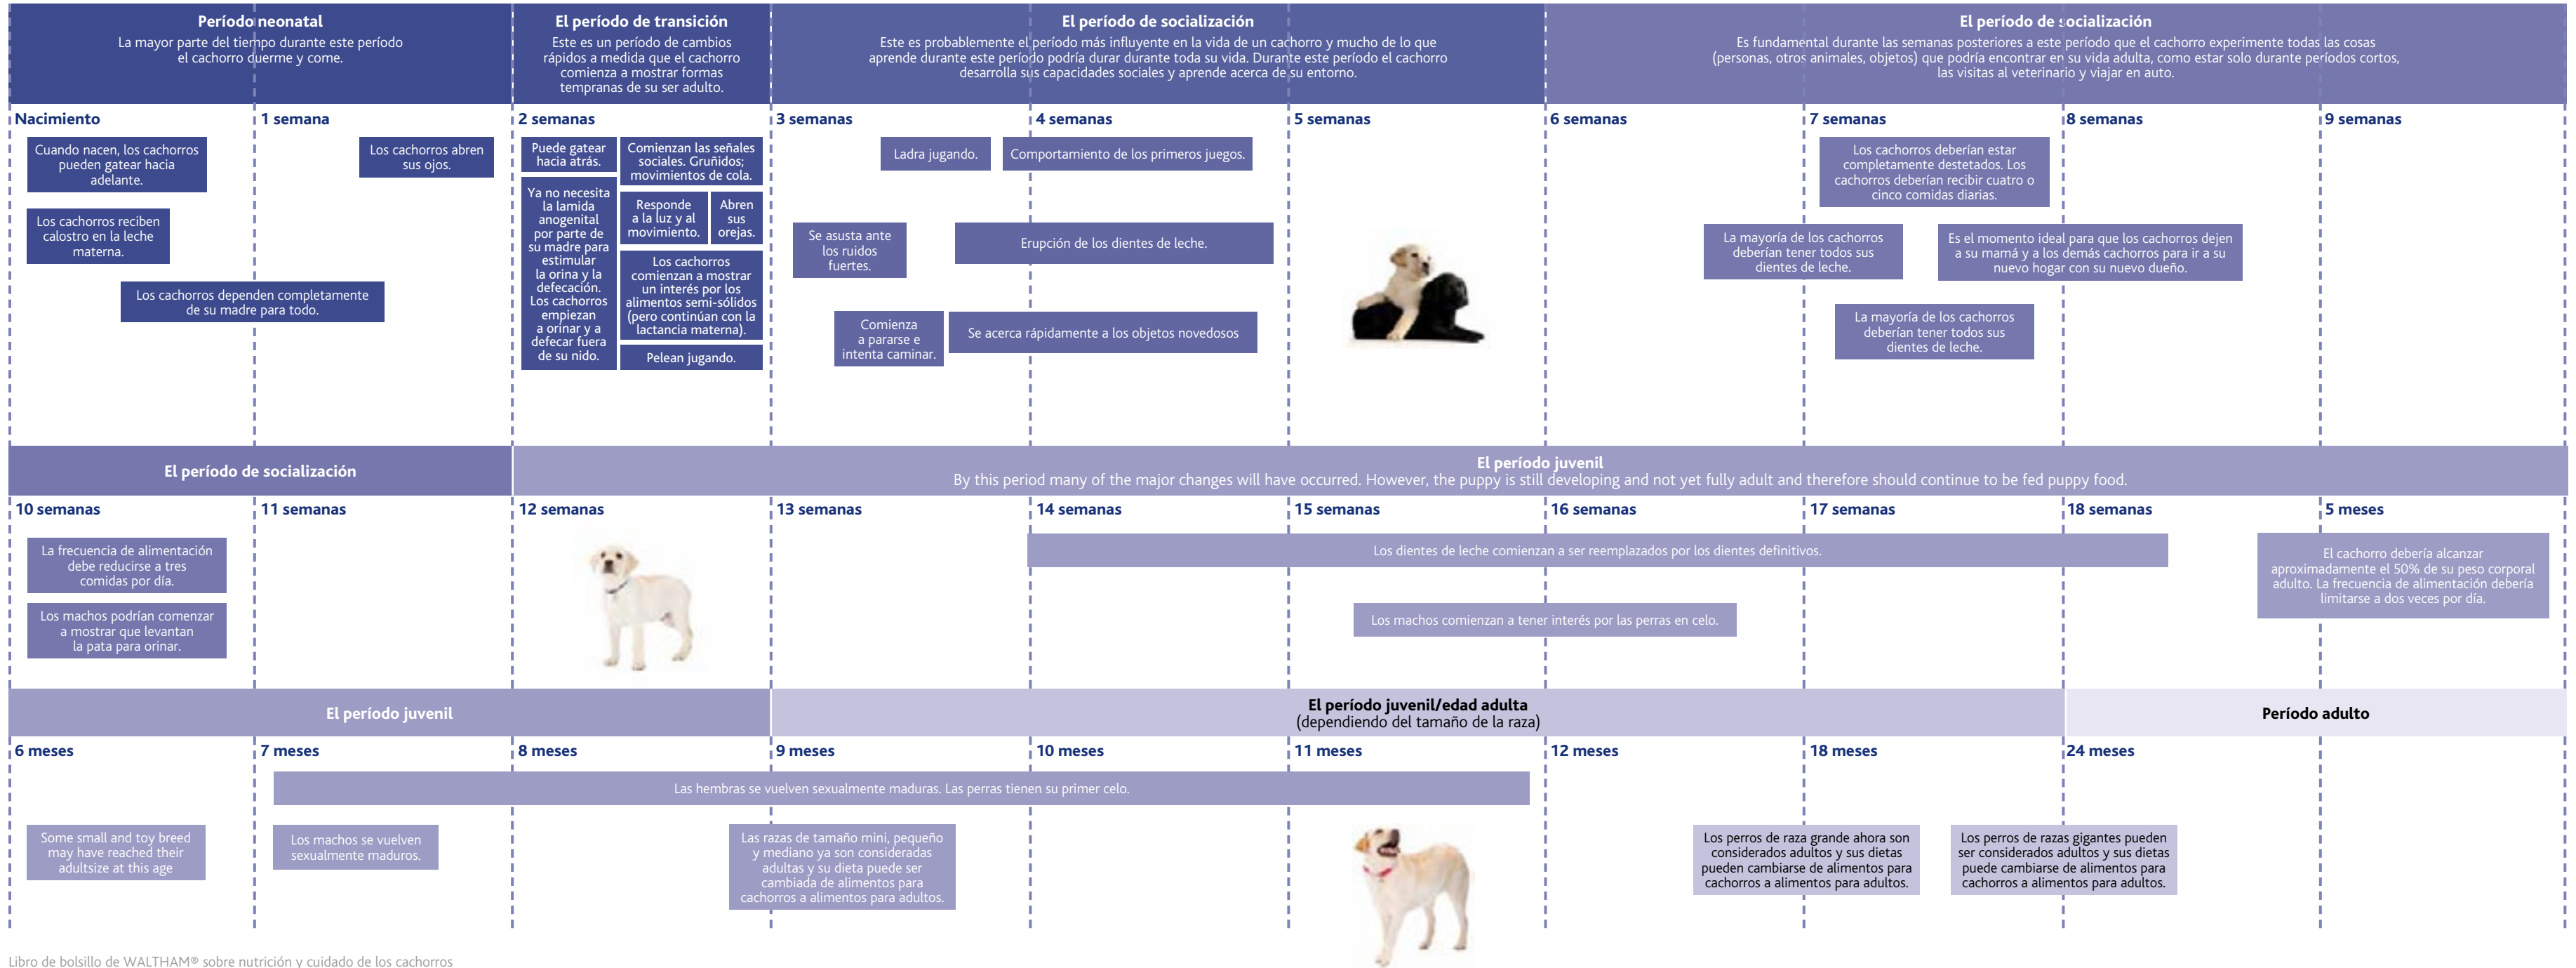 Período neonatal
La mayor parte del tiempo durante este período
el cachorro duerme y come.
El período de transición
Este es un período de cambios
rápidos a medida que el cachorro
comienza a mostrar formas
tempranas de su ser adulto.
El período de socialización
Este es probablemente el período más influyente en la vida de un cachorro y mucho de lo que
aprende durante este período podría durar durante toda su vida. Durante este período el cachorro
desarrolla sus capacidades sociales y aprende acerca de su entorno.
El período de socialización
Es fundamental durante las semanas posteriores a este período que el cachorro experimente todas las cosas
(personas, otros animales, objetos) que podría encontrar en su vida adulta, como estar solo durante períodos cortos,
las visitas al veterinario y viajar en auto.
Nacimiento
Cuando nacen, los cachorros
pueden gatear hacia
adelante.
Los cachorros reciben
calostro en la leche
materna.
Los cachorros dependen completamente
de su madre para todo.
1 semana
Los cachorros abren
sus ojos.
2 semanas
Puede gatear
hacia atrás.
Ya no necesita
la lamida
anogenital
por parte de
su madre para
estimular
la orina y la
defecación.
Los cachorros
empiezan
a orinar y a
defecar fuera
de su nido.
Comienzan las señales
sociales. Gruñidos;
movimientos de cola.
Responde
a la luz y al
movimiento.
Abren
sus
orejas.
Los cachorros
comienzan a mostrar
un interés por los
alimentos semi-sólidos
(pero continúan con la
lactancia materna).
Pelean jugando.
3 semanas
Ladra jugando.
Se asusta ante
los ruidos
fuertes.
Comienza
a pararse e
intenta caminar.
4 semanas
Comportamiento de los primeros juegos.
Erupción de los dientes de leche.
Se acerca rápidamente a los objetos novedosos
5 semanas
6 semanas
7 semanas
Los cachorros deberían estar
completamente destetados. Los
cachorros deberían recibir cuatro o
cinco comidas diarias.
La mayoría de los cachorros
deberían tener todos sus
dientes de leche.
La mayoría de los cachorros
deberían tener todos sus
dientes de leche.
8 semanas
Es el momento ideal para que los cachorros dejen
a su mamá y a los demás cachorros para ir a su
nuevo hogar con su nuevo dueño.
9 semanas
El período de socialización
El período juvenil
By this period many of the major changes will have occurred. However, the puppy is still developing and not yet fully adult and therefore should continue to be fed puppy food.
10 semanas
La frecuencia de alimentación
debe reducirse a tres
comidas por día.
Los machos podrían comenzar
a mostrar que levantan
la pata para orinar.
11 semanas
12 semanas
13 semanas
14 semanas
15 semanas
16 semanas
17 semanas
18 semanas
Los dientes de leche comienzan a ser reemplazados por los dientes definitivos.
Los machos comienzan a tener interés por las perras en celo.
5 meses
El cachorro debería alcanzar
aproximadamente el 50% de su peso corporal
adulto. La frecuencia de alimentación debería
limitarse a dos veces por día.
El período juvenil
El período juvenil/edad adulta
(dependiendo del tamaño de la raza)
Período adulto
6 meses
Some small and toy breed
may have reached their
adultsize at this age
7 meses
Los machos se vuelven
sexualmente maduros.
8 meses
9 meses
10 meses
11 meses
12 meses
18 meses
24 meses
Las hembras se vuelven sexualmente maduras. Las perras tienen su primer celo.
Las razas de tamaño mini, pequeño
y mediano ya son consideradas
adultas y su dieta puede ser
cambiada de alimentos para
cachorros a alimentos para adultos.
Los perros de raza grande ahora son
considerados adultos y sus dietas
pueden cambiarse de alimentos para
cachorros a alimentos para adultos.
Los perros de razas gigantes pueden
ser considerados adultos y sus dietas
puede cambiarse de alimentos para
cachorros a alimentos para adultos.
Libro de bolsillo de WALTHAM® sobre nutrición y cuidado de los cachorros